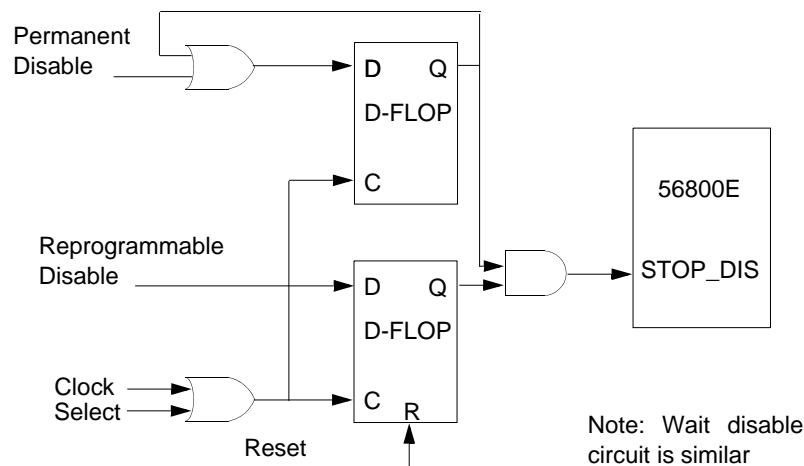 Permanent
Disable
D Q
D-FLOP
C
56800E
STOP_DIS
Reprogrammable
Disable
D Q
D-FLOP
C
R
Clock
Select
Reset
Note: Wait disable
circuit is similar